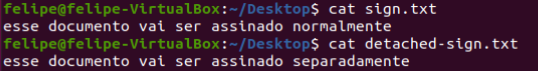 felipe@felipe-VirtualBox:~/Desktop$ cat sign.txt
esse documento vai ser assinado normalmente
felipe@felipe-VirtualBox:~/Desktop$ cat detached-sign.txt
esse documento vai ser assinado separadamente